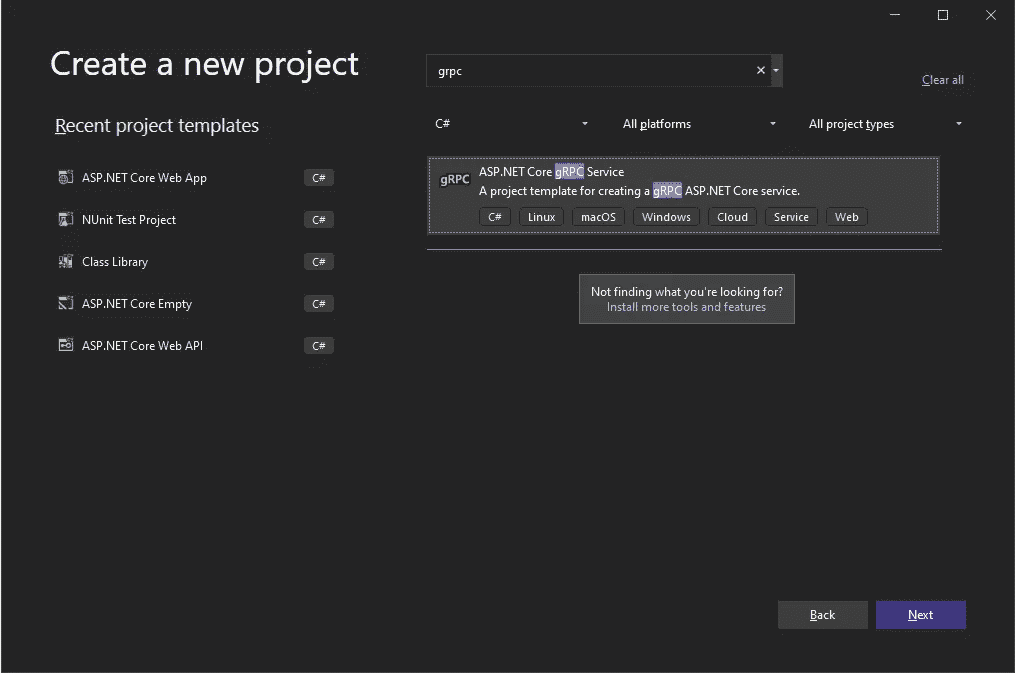 Create a new project
grpc
Clear all
Recent project templates
C#
All platforms
All project types
ASP.NET Core Web App C#
NUnit Test Project C#
Class Library C#
ASP.NET Core Empty C#
ASP.NET Core Web API C#
gRPC
ASP.NET Core gRPC Service
A project template for creating a gRPC ASP.NET Core service.
C# Linux macOS Windows Cloud Service Web
Not finding what you're looking for?
Install more tools and features
Back
Next